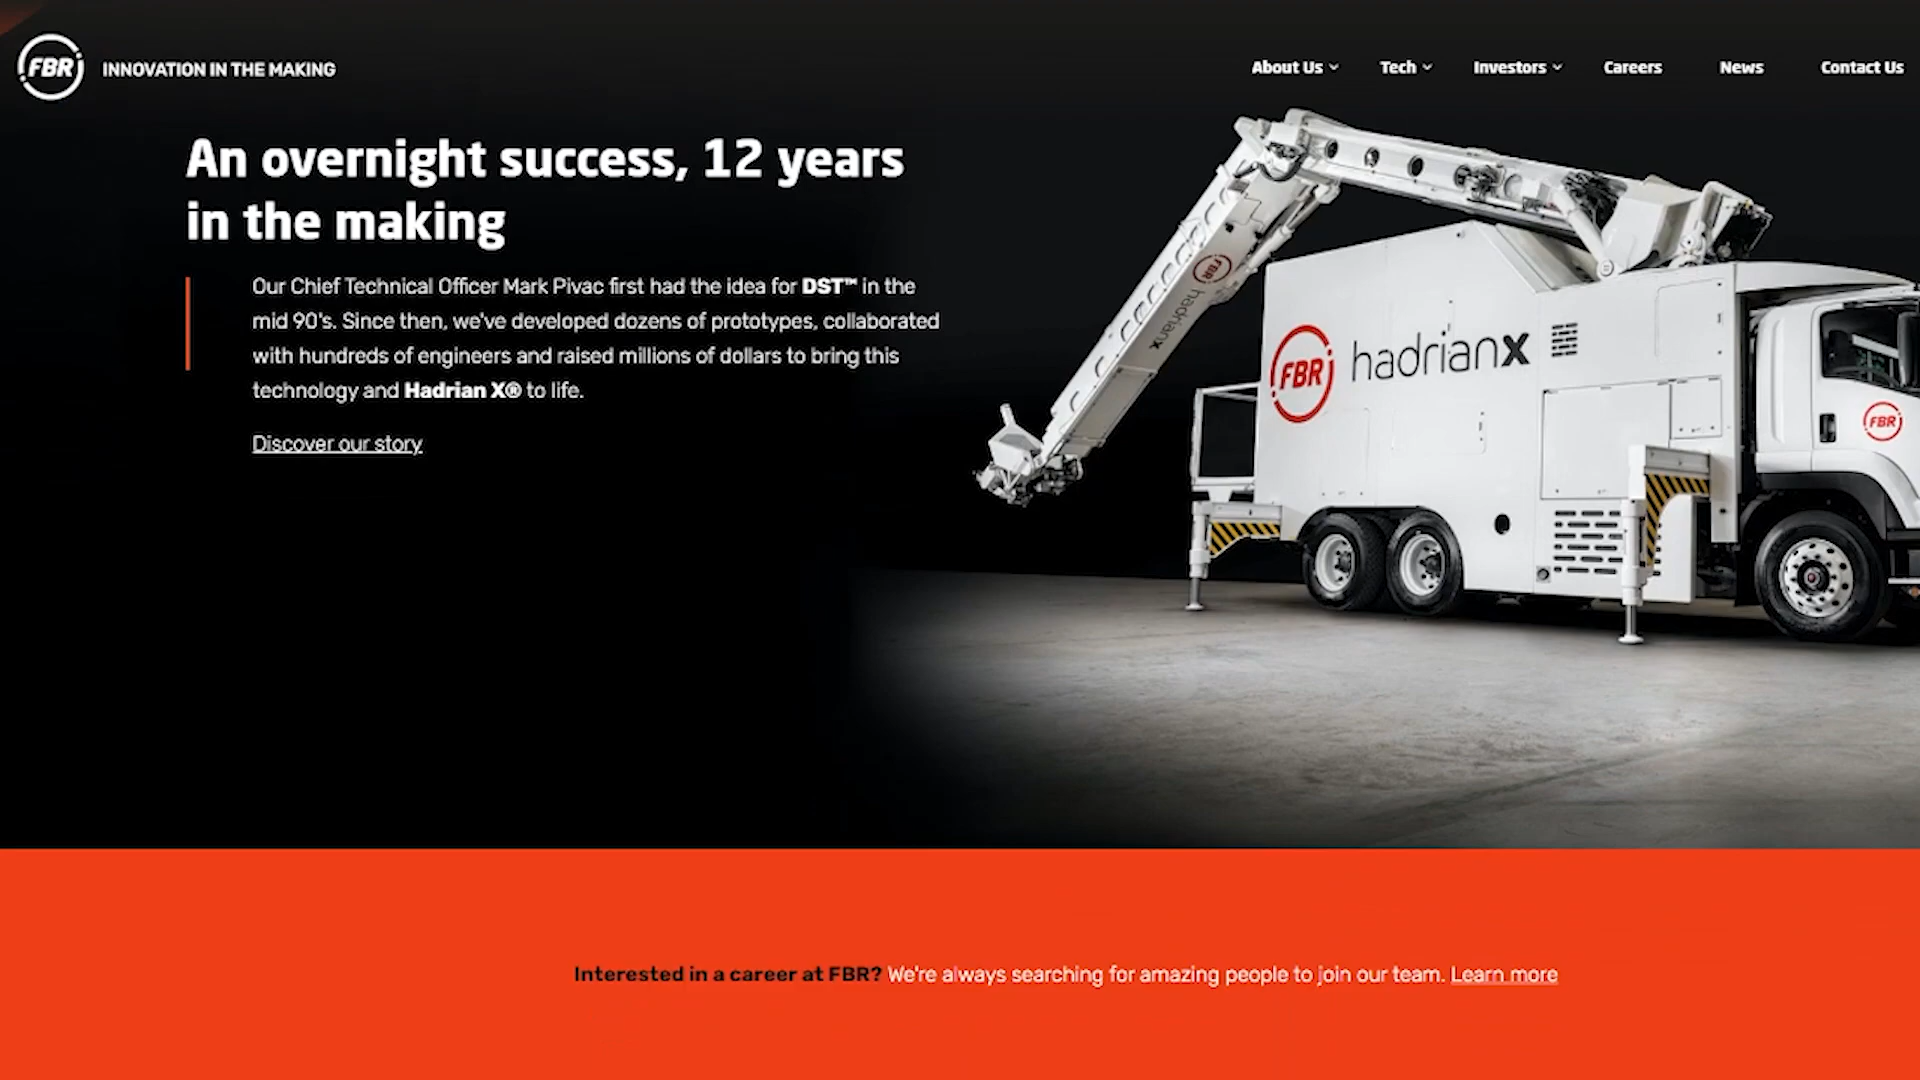 FBR INNOVATION IN THE MAKING
About Us Tech Investors Careers News Contact Us
An overnight success, 12 years
in the making
Our Chief Technical Officer Mark Pivac first had the idea for DST™ in the
mid 90's. Since then, we've developed dozens of prototypes, collaborated
with hundreds of engineers and raised millions of dollars to bring this
technology and Hadrian X® to life.
Discover our story
FBR hadrianx
FBR hadrianx
FBR
Interested in a career at FBR? We're always searching for amazing people to join our team. Learn more